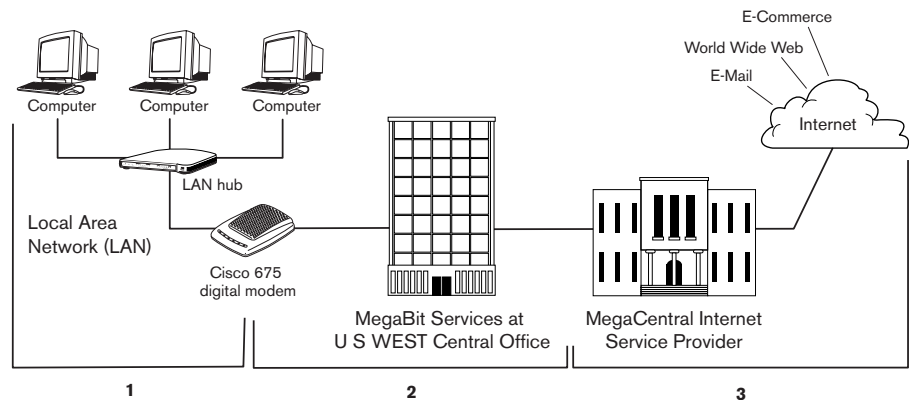 E-Commerce
World Wide Web
E-Mail
Internet
Computer
Computer
Computer
LAN hub
Local Area
Network (LAN)
Cisco 675
digital modem
MegaBit Services at
U S WEST Central Office
MegaCentral Internet
Service Provider
1
2
3